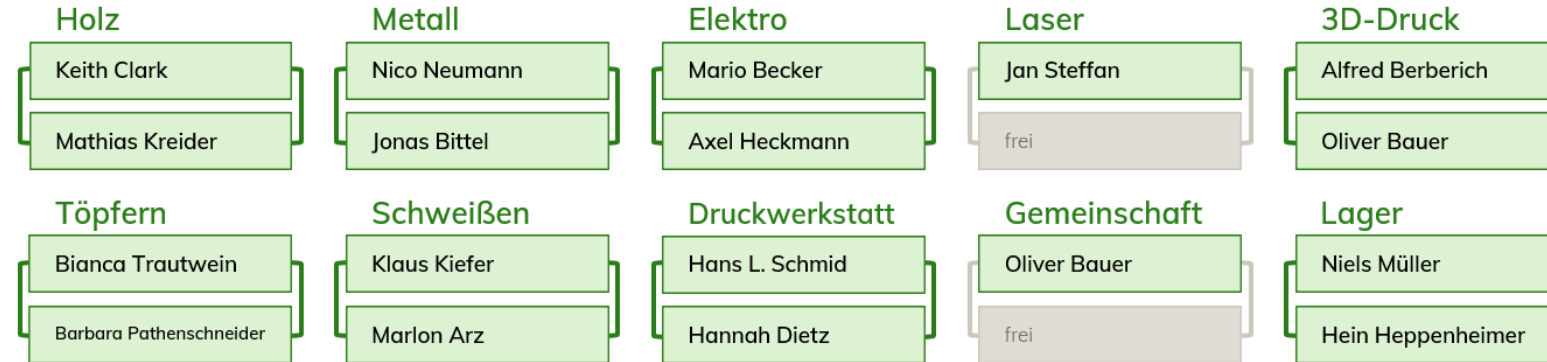 Holz
Keith Clark
Mathias Kreider
Metall
Nico Neumann
Jonas Bittel
Elektro
Mario Becker
Axel Heckmann
Laser
Jan Steffan
frei
3D-Druck
Alfred Berberich
Oliver Bauer
Töpfern
Bianca Trautwein
Barbara Pathenschneider
Schweißen
Klaus Kiefer
Marlon Arz
Druckwerkstatt
Hans L. Schmid
Hannah Dietz
Gemeinschaft
Oliver Bauer
frei
Lager
Niels Müller
Hein Heppenheimer